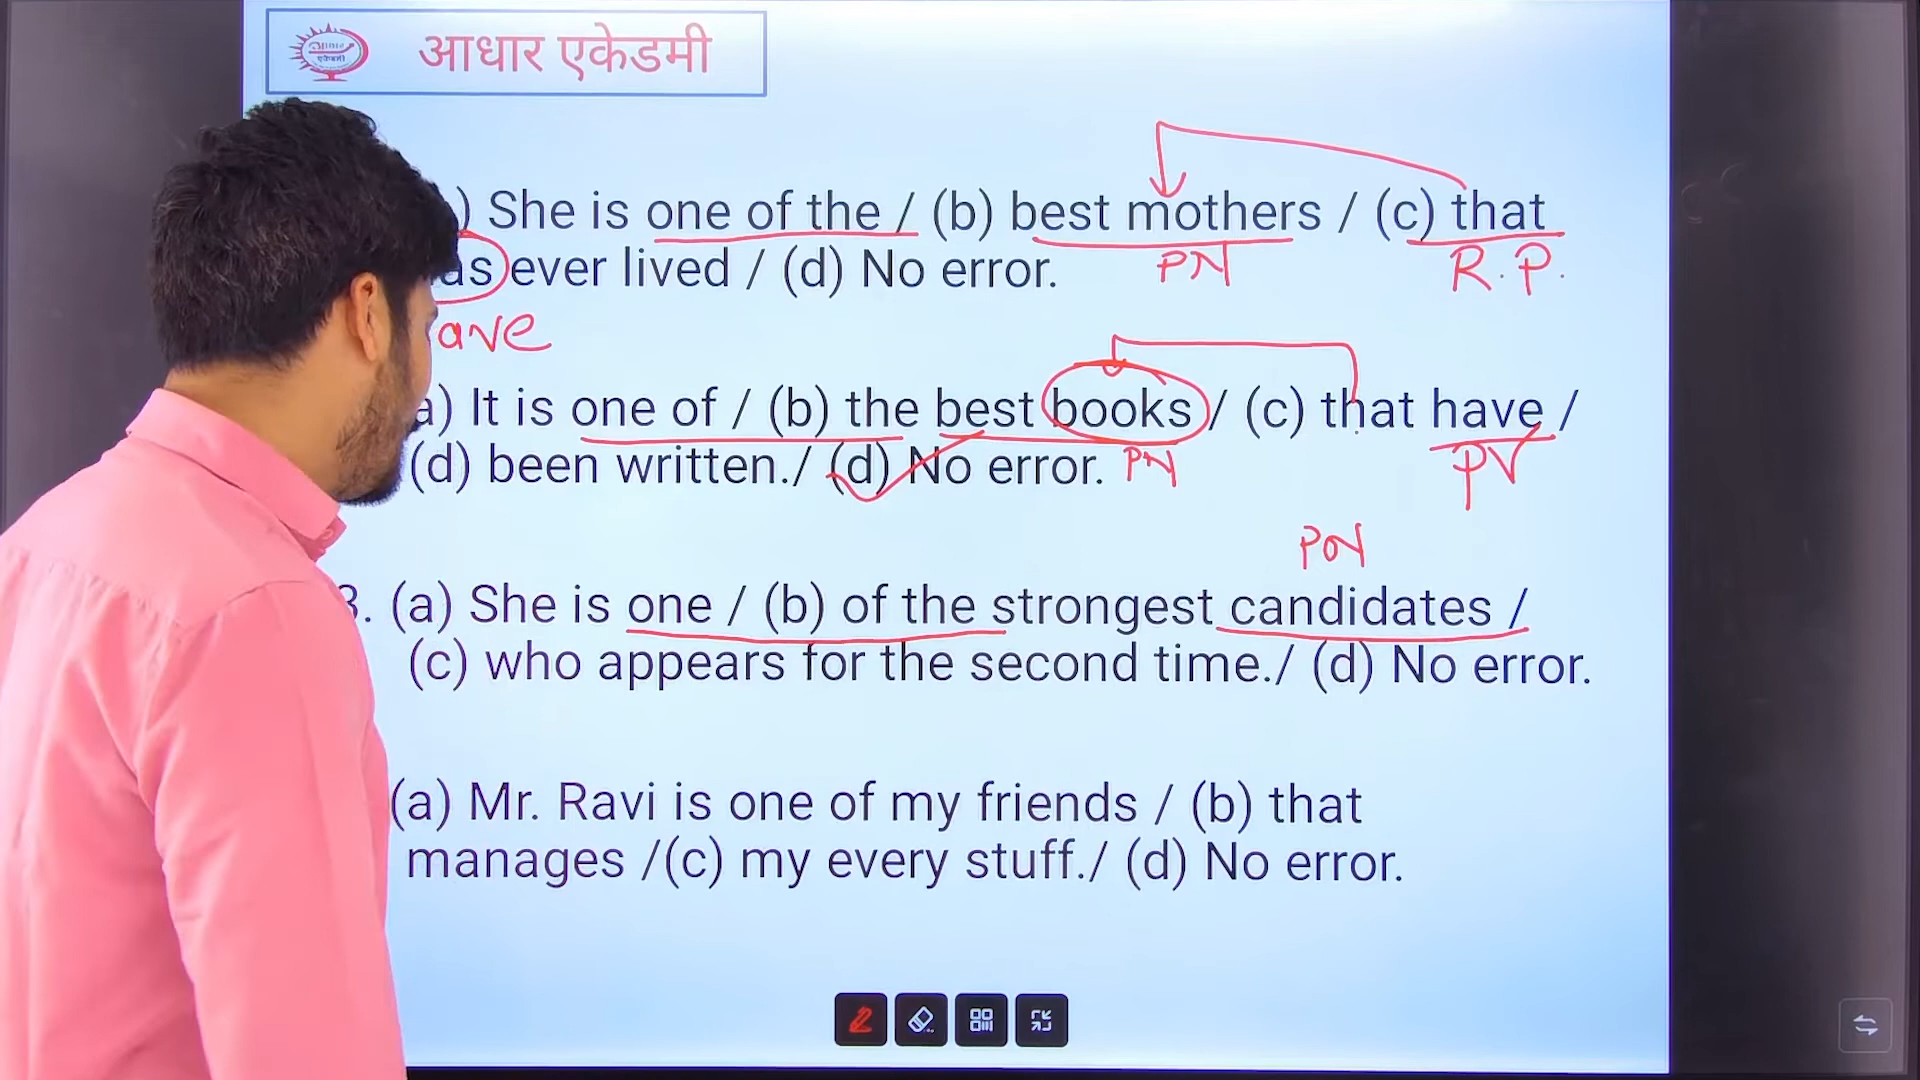 आधार एकेडमी
) She is one of the / (b) best mothers / (c) that
PN
R.P.
as ever lived / (d) No error.
ave
a) It is one of / (b) the best books / (c) that have /
(d) been written./ (d) No error.
PN
PV
PN
3. (a) She is one / (b) of the strongest candidates /
(c) who appears for the second time./ (d) No error.
(a) Mr. Ravi is one of my friends / (b) that
manages /(c) my every stuff./ (d) No error.